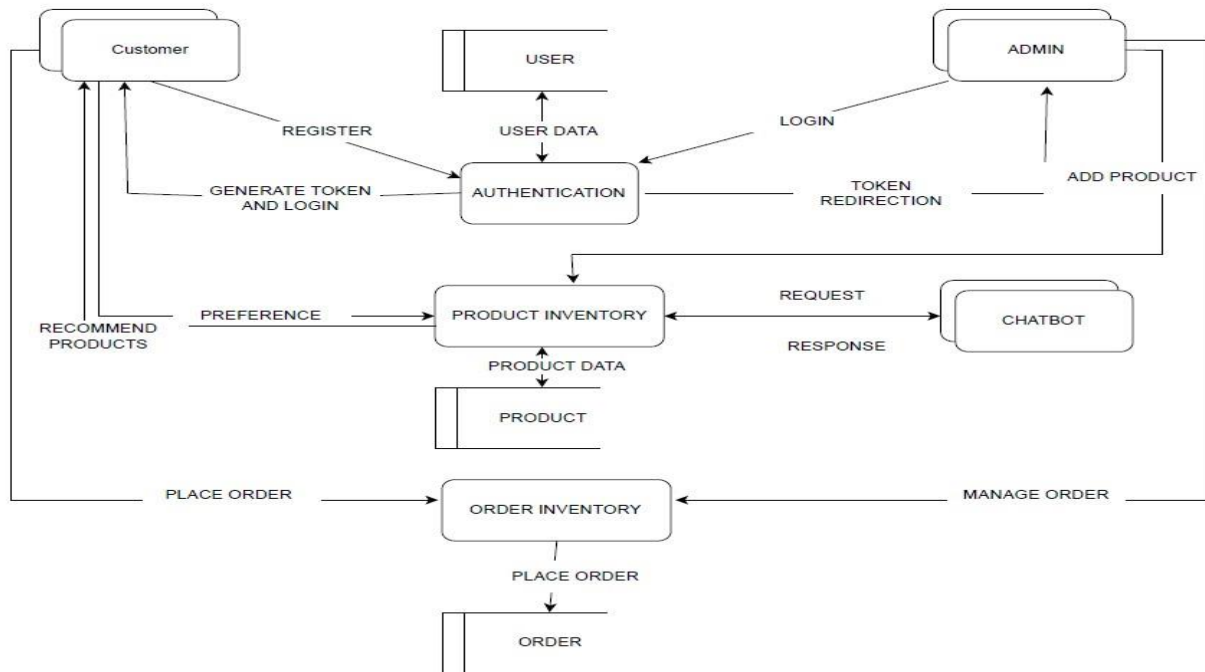 Customer
USER
ADMIN
REGISTER
USER DATA
LOGIN
GENERATE TOKEN
AND LOGIN
AUTHENTICATION
TOKEN
REDIRECTION
ADD PRODUCT
RECOMMEND
PRODUCTS
PREFERENCE
PRODUCT INVENTORY
REQUEST
RESPONSE
CHATBOT
PRODUCT DATA
PRODUCT
PLACE ORDER
ORDER INVENTORY
MANAGE ORDER
PLACE ORDER
ORDER